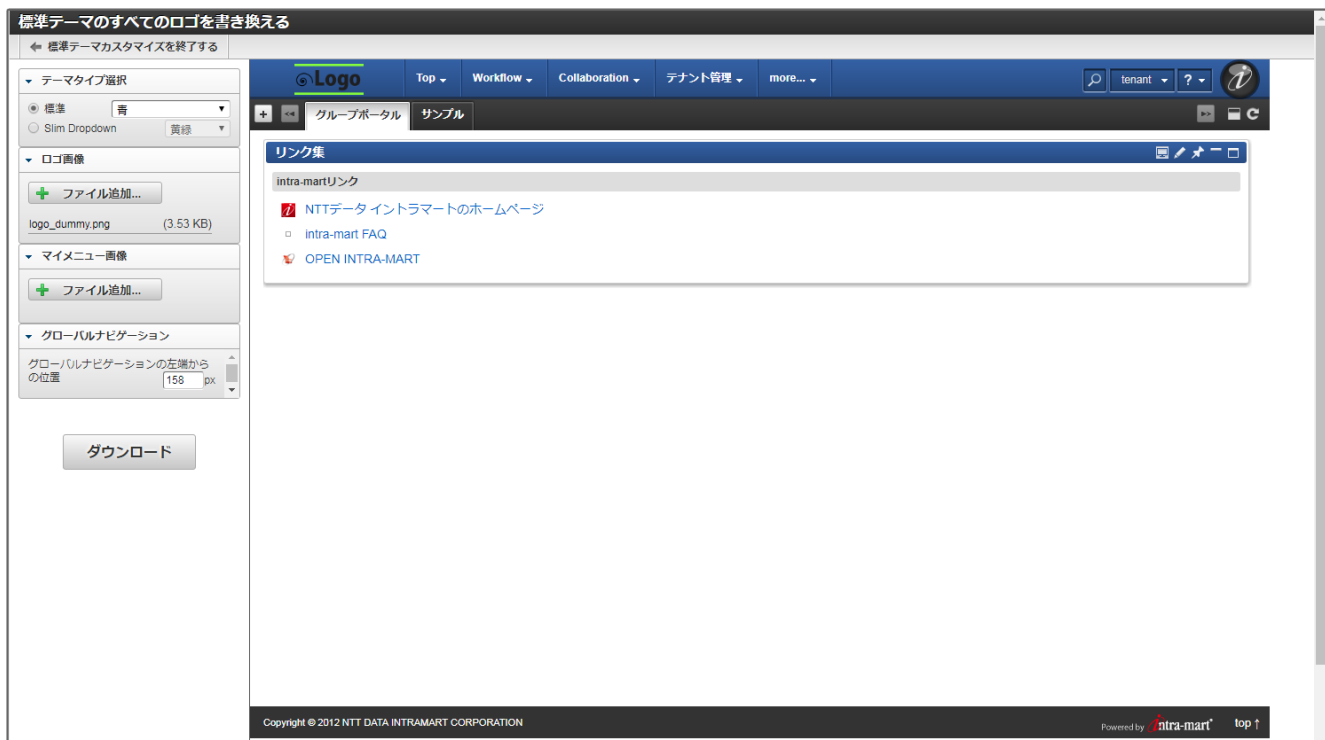 標準テーマのすべてのロゴを書き換える
標準テーマカスタマイズを終了する
テーマタイプ選択
標準 青
Slim Dropdown 黄緑
ロゴ画像
ファイル追加...
logo_dummy.png (3.53 KB)
マイメニュー画像
ファイル追加...
グローバルナビゲーション
グローバルナビゲーションの左端から
の位置 158 px
ダウンロード
Logo Top Workflow Collaboration テナント管理 more... tenant ?
グループポータル サンプル
リンク集
intra-martリンク
NTTデータ イントラマートのホームページ
intra-mart FAQ
OPEN INTRA-MART
Copyright © 2012 NTT DATA INTRAMART CORPORATION
Powered by intra-mart top ↑